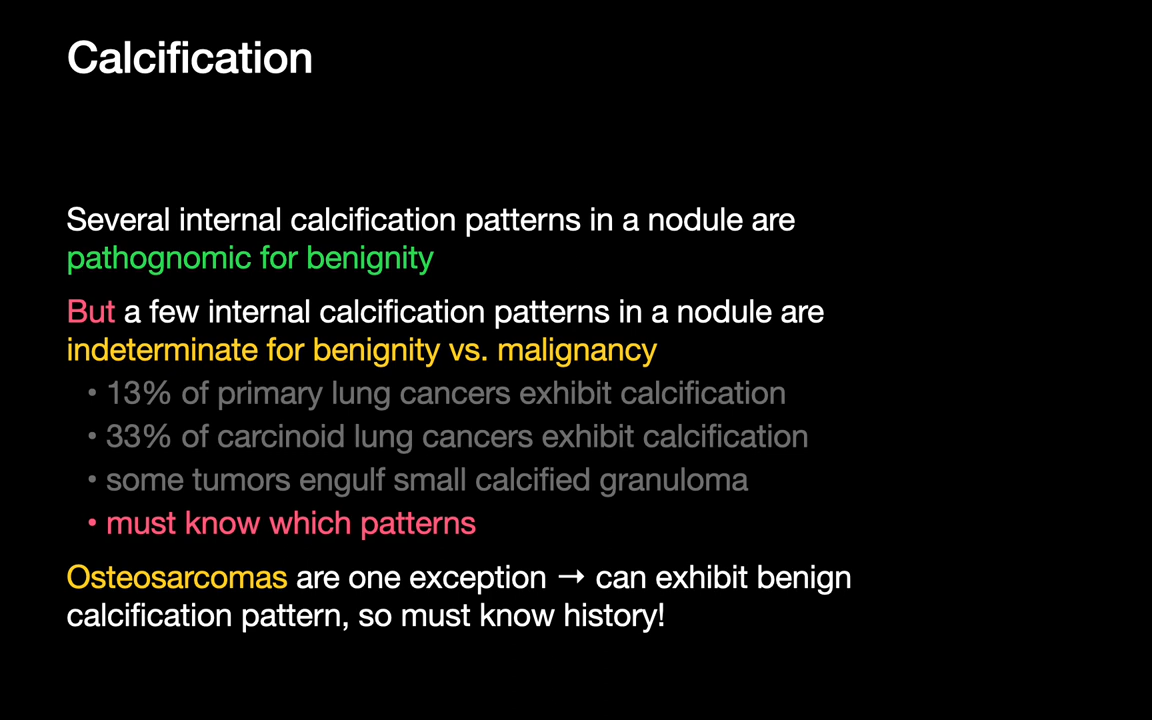 Calcification
Several internal calcification patterns in a nodule are
pathognomic for benignity
But a few internal calcification patterns in a nodule are
indeterminate for benignity vs. malignancy
• 13% of primary lung cancers exhibit calcification
• 33% of carcinoid lung cancers exhibit calcification
• some tumors engulf small calcified granuloma
• must know which patterns
Osteosarcomas are one exception → can exhibit benign
calcification pattern, so must know history!